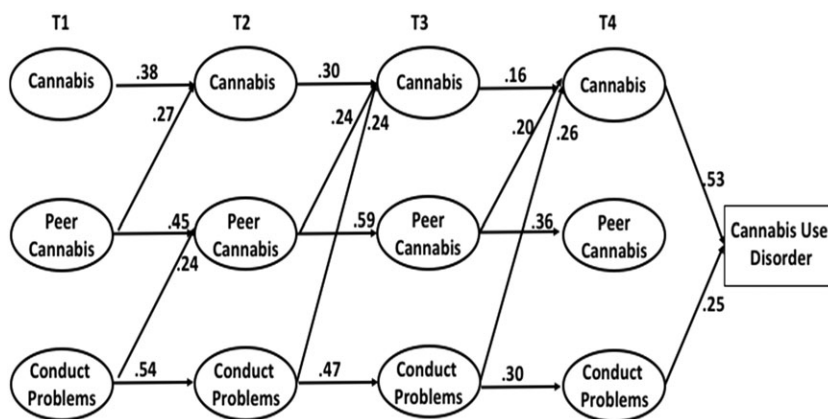 T1 T2 T3 T4
Cannabis .38 Cannabis .30 Cannabis .16 Cannabis
.27 .24 .24 .20 .26
.53
Peer Cannabis .45 Peer Cannabis .59 Peer Cannabis .36 Peer Cannabis
Cannabis Use
Disorder
.24
.25
Conduct Problems .54 Conduct Problems .47 Conduct Problems .30 Conduct Problems